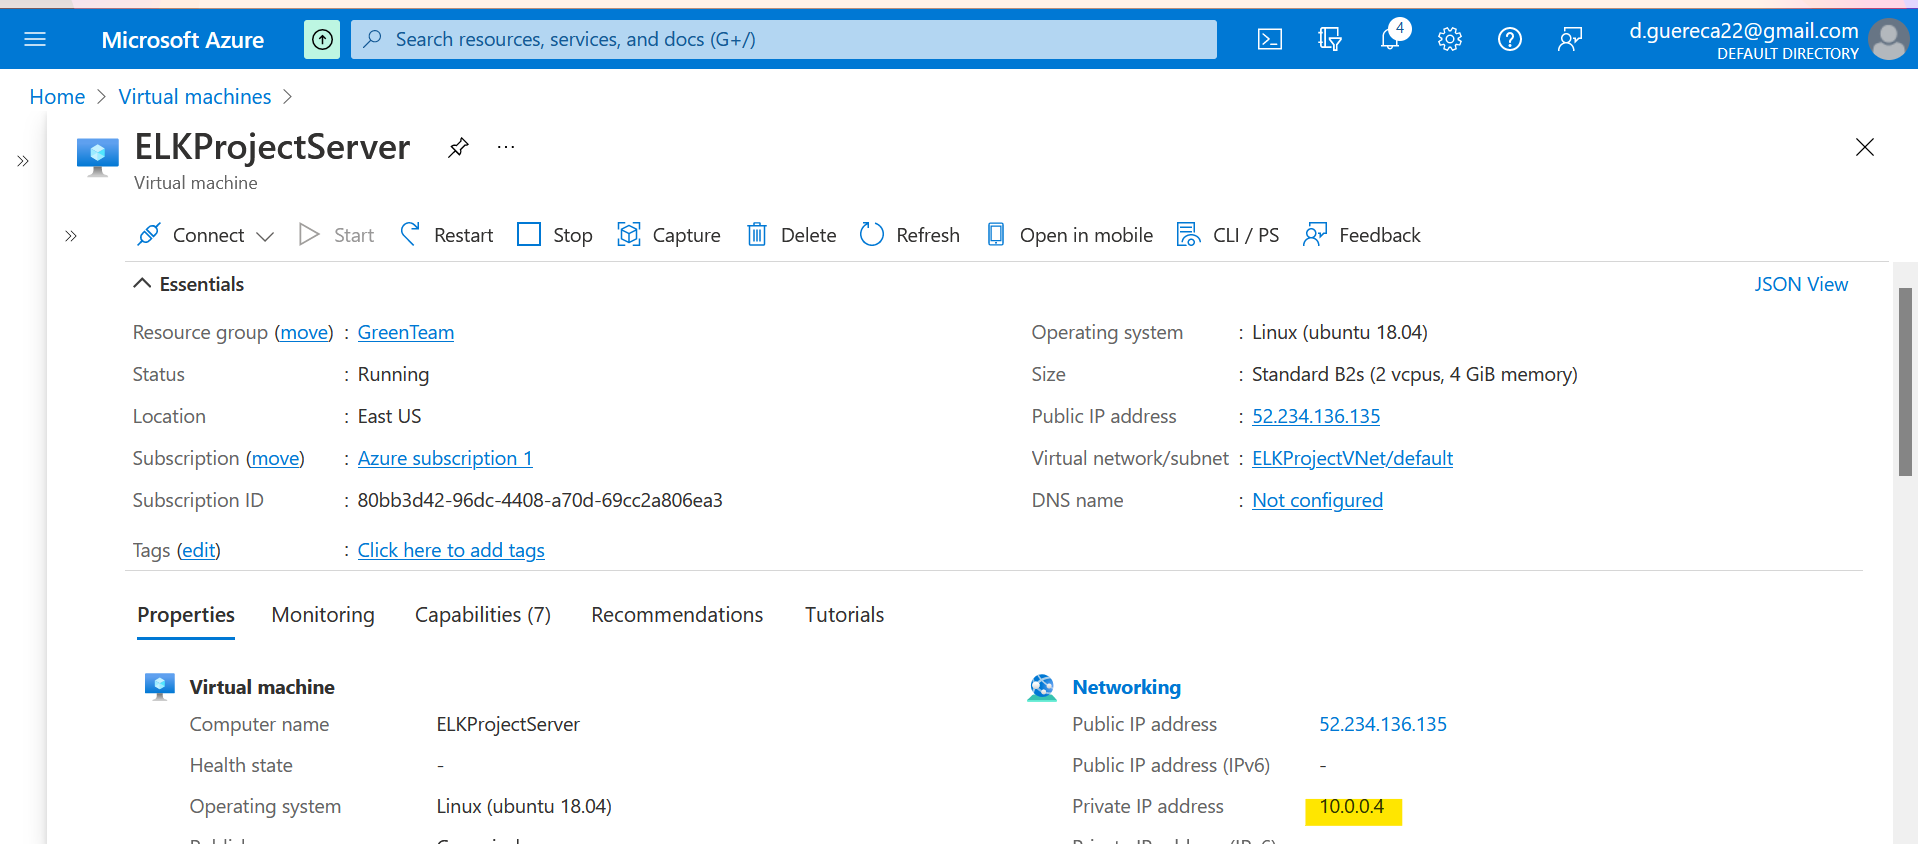 Microsoft Azure
Search resources, services, and docs (G+/)
4
d.guereca22@gmail.com
DEFAULT DIRECTORY
Home > Virtual machines >
ELKProjectServer
Virtual machine
Connect Start Restart Stop Capture Delete Refresh Open in mobile CLI / PS Feedback
Essentials
JSON View
Resource group (move) : GreenTeam
Status : Running
Location : East US
Subscription (move) : Azure subscription 1
Subscription ID : 80bb3d42-96dc-4408-a70d-69cc2a806ea3
Tags (edit) : Click here to add tags
Operating system : Linux (ubuntu 18.04)
Size : Standard B2s (2 vcpus, 4 GiB memory)
Public IP address : 52.234.136.135
Virtual network/subnet : ELKProjectVNet/default
DNS name : Not configured
Properties Monitoring Capabilities (7) Recommendations Tutorials
Virtual machine
Computer name ELKProjectServer
Health state -
Operating system Linux (ubuntu 18.04)
Networking
Public IP address 52.234.136.135
Public IP address (IPv6) -
Private IP address 10.0.0.4